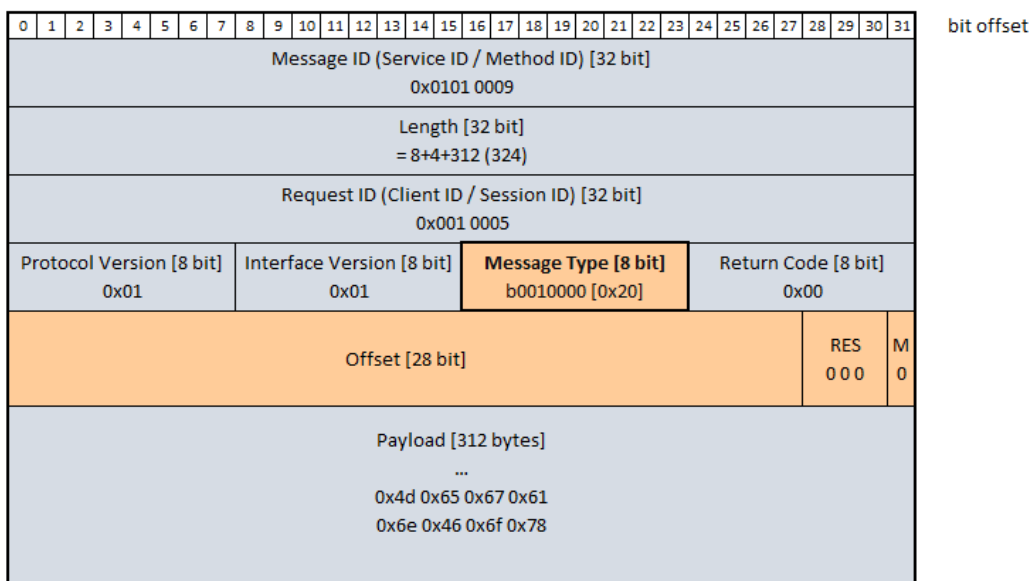 0 1 2 3 4 5 6 7 8 9 10 11 12 13 14 15 16 17 18 19 20 21 22 23 24 25 26 27 28 29 30 31 bit offset
Message ID (Service ID / Method ID) [32 bit]
0x0101 0009
Length [32 bit]
= 8+4+312 (324)
Request ID (Client ID / Session ID) [32 bit]
0x001 0005
Protocol Version [8 bit] Interface Version [8 bit] Message Type [8 bit] Return Code [8 bit]
0x01 0x01 b0010000 [0x20] 0x00
Offset [28 bit] RES M
0 0 0 0
Payload [312 bytes]
...
0x4d 0x65 0x67 0x61
0x6e 0x46 0x6f 0x78